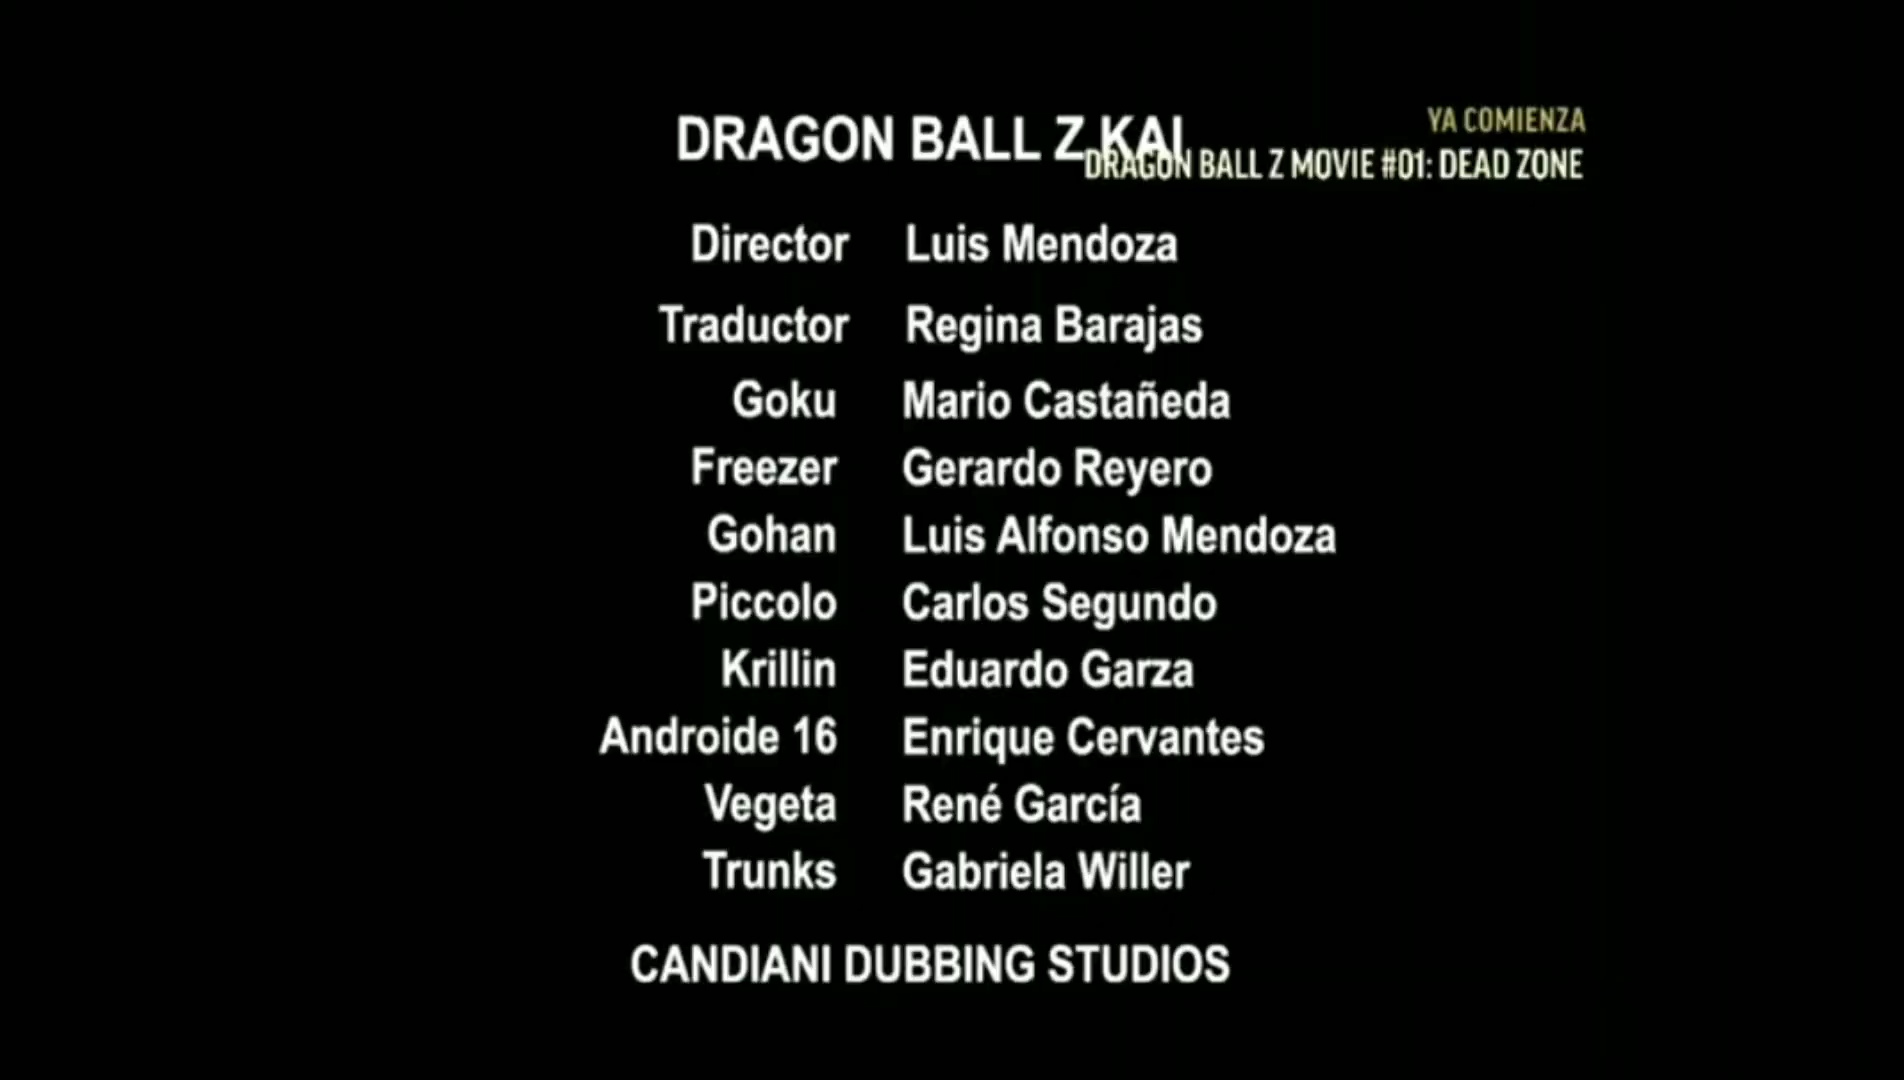 YA COMIENZA
DRAGON BALL Z KAI
DRAGON BALL Z MOVIE #01: DEAD ZONE
Director Luis Mendoza
Traductor Regina Barajas
Goku Mario Castañeda
Freezer Gerardo Reyero
Gohan Luis Alfonso Mendoza
Piccolo Carlos Segundo
Krillin Eduardo Garza
Androide 16 Enrique Cervantes
Vegeta René García
Trunks Gabriela Willer
CANDIANI DUBBING STUDIOS